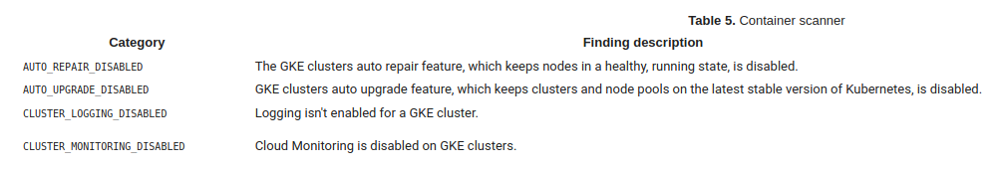 Table 5. Container scanner
Category Finding description
AUTO_REPAIR_DISABLED The GKE clusters auto repair feature, which keeps nodes in a healthy, running state, is disabled.
AUTO_UPGRADE_DISABLED GKE clusters auto upgrade feature, which keeps clusters and node pools on the latest stable version of Kubernetes, is disabled.
CLUSTER_LOGGING_DISABLED Logging isn't enabled for a GKE cluster.
CLUSTER_MONITORING_DISABLED Cloud Monitoring is disabled on GKE clusters.